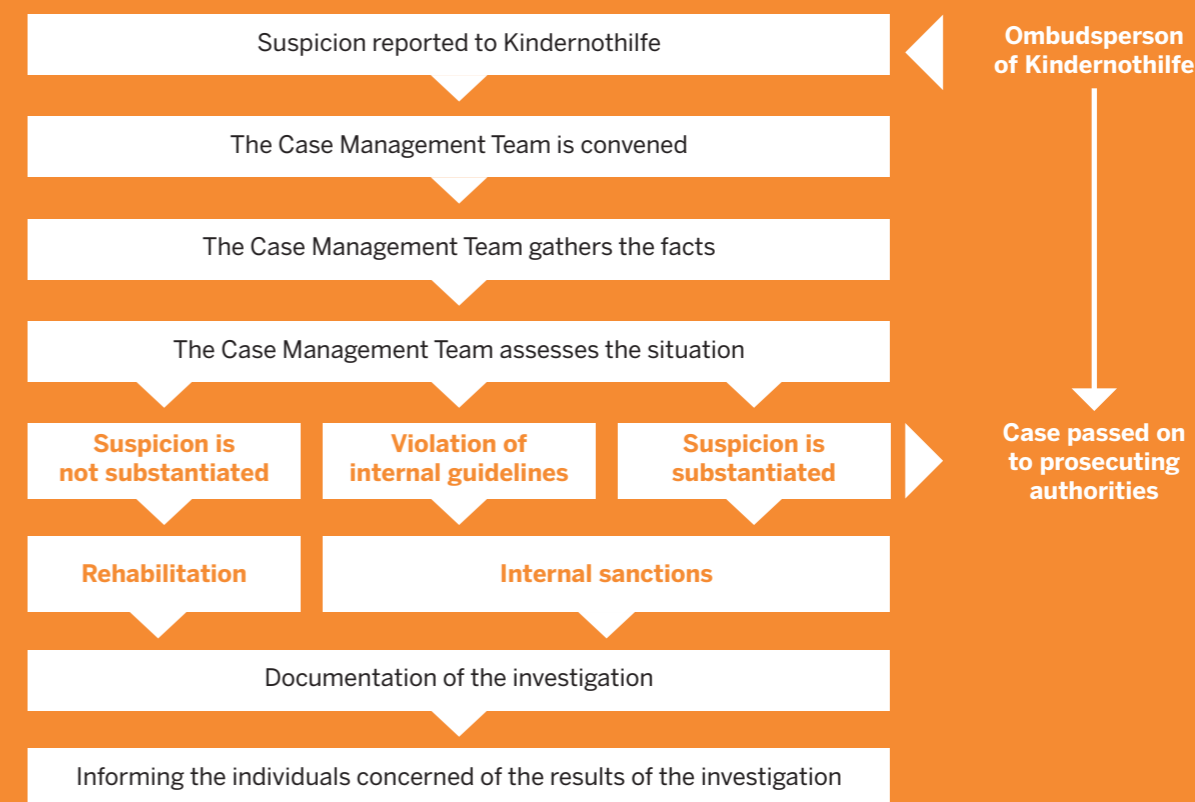 Suspicion reported to Kindernothilfe
Ombudsperson
of Kindernothilfe
The Case Management Team is convened
The Case Management Team gathers the facts
The Case Management Team assesses the situation
Suspicion is
not substantiated
Violation of
internal guidelines
Suspicion is
substantiated
Case passed on
to prosecuting
authorities
Rehabilitation
Internal sanctions
Documentation of the investigation
Informing the individuals concerned of the results of the investigation